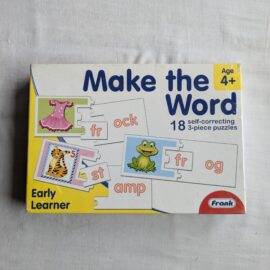 Make the
Word
Age
4+
18 self-correcting
3-piece puzzles
fr ock
fr og
st amp
Early
Learner
Frank